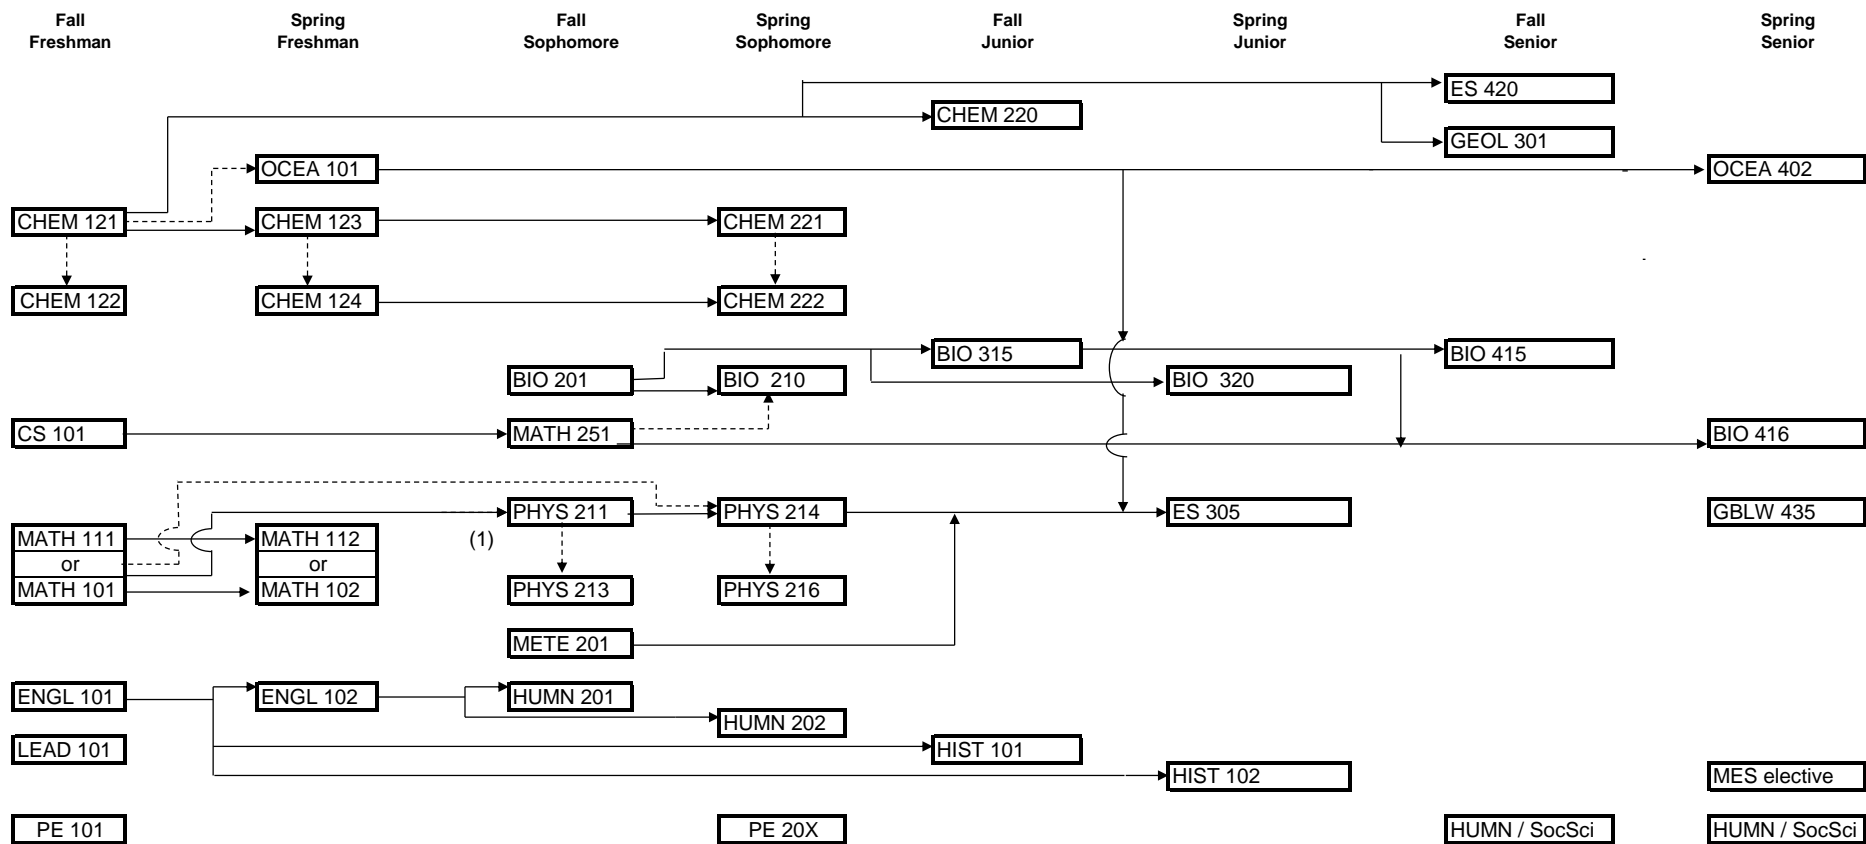 Fall Spring Fall Spring Fall Spring Fall Spring
Freshman Freshman Sophomore Sophomore Junior Junior Senior Senior
ES 420
CHEM 220
GEOL 301
OCEA 101 OCEA 402
CHEM 121 CHEM 123 CHEM 221
CHEM 122 CHEM 124 CHEM 222
BIO 315 BIO 415
BIO 201 BIO 210 BIO 320
CS 101 MATH 251 BIO 416
PHYS 211 PHYS 214 ES 305 GBLW 435
MATH 111 MATH 112 (1)
or or
MATH 101 MATH 102 PHYS 213 PHYS 216
METE 201
ENGL 101 ENGL 102 HUMN 201
HUMN 202
LEAD 101 HIST 101
HIST 102 MES elective
PE 101 PE 20X HUMN / SocSci HUMN / SocSci